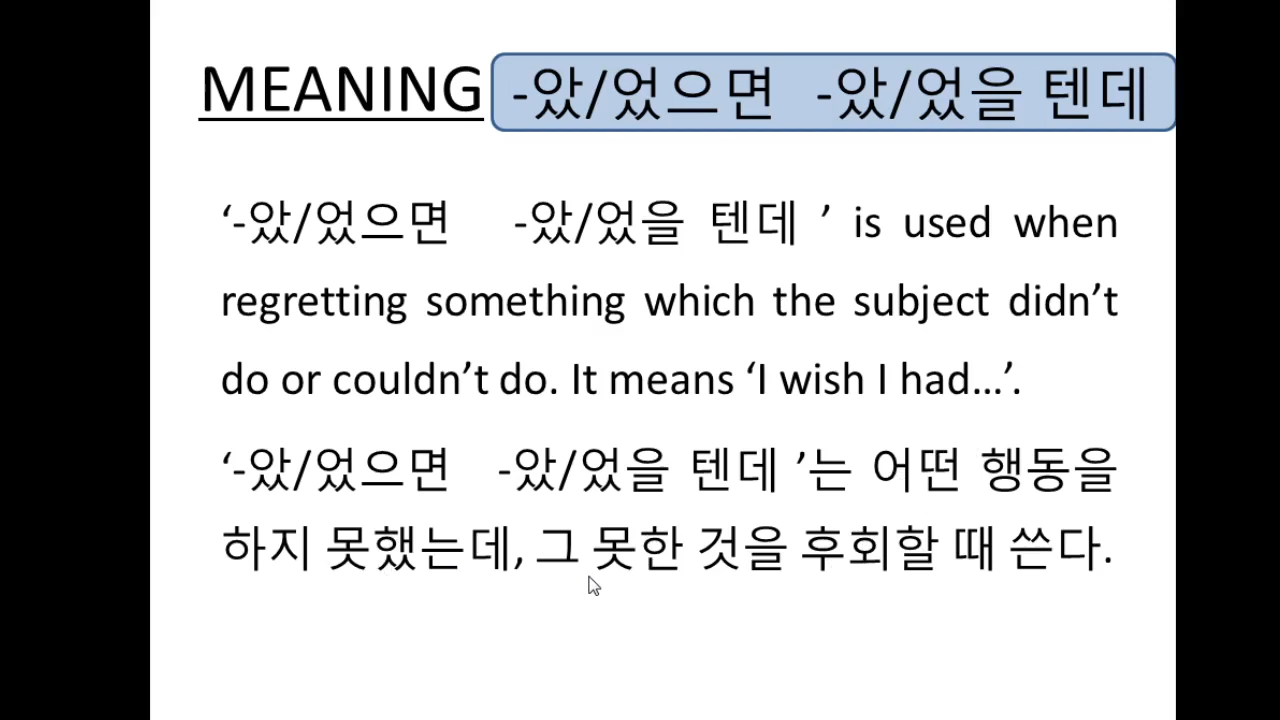 MEANING -았/었으면 -았/었을 텐데
‘-았/었으면 -았/었을 텐데 ’ is used when
regretting something which the subject didn’t
do or couldn’t do. It means ‘I wish I had…’.
‘-았/었으면 -았/었을 텐데 ’는 어떤 행동을
하지 못했는데, 그 못한 것을 후회할 때 쓴다.